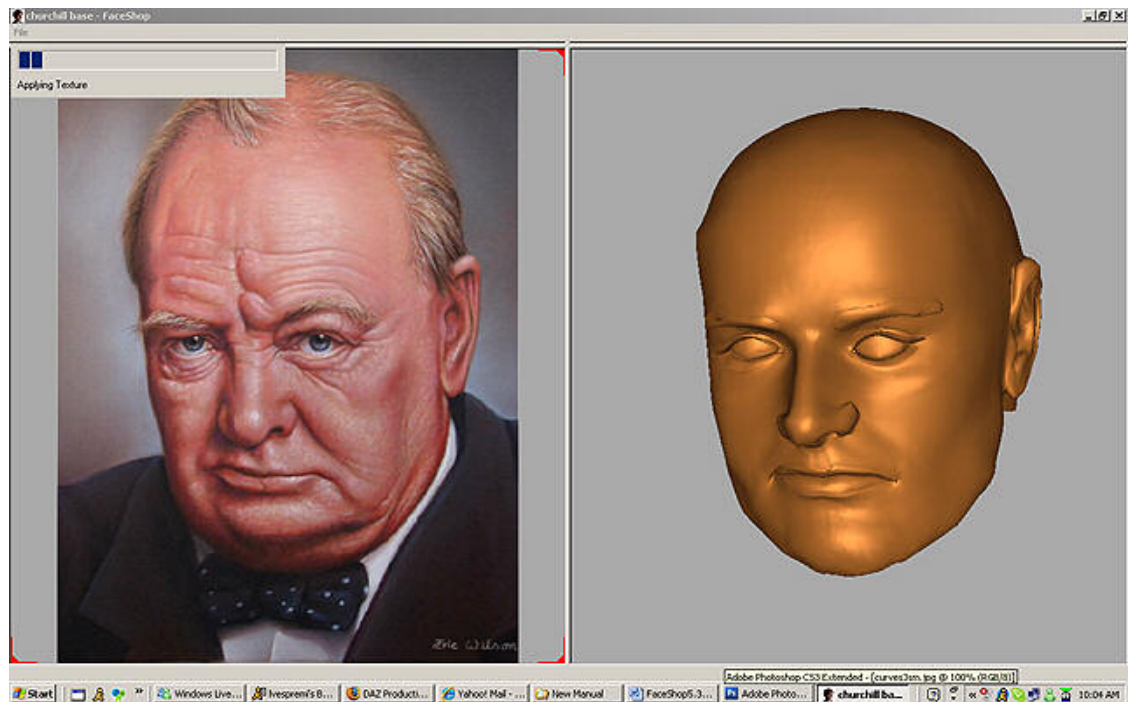 churchill base - FaceShop
File
Applying Texture
Eric Wilson
Adobe Photoshop CS3 Extended - [curves3sm.jpg @ 100% (RGB/8)]
Start
Windows Live...
Ivespremi's B...
DAZ Producti...
Yahoo! Mail - ...
New Manual
FaceShop5.3...
Adobe Photo...
churchill ba...
10:04 AM